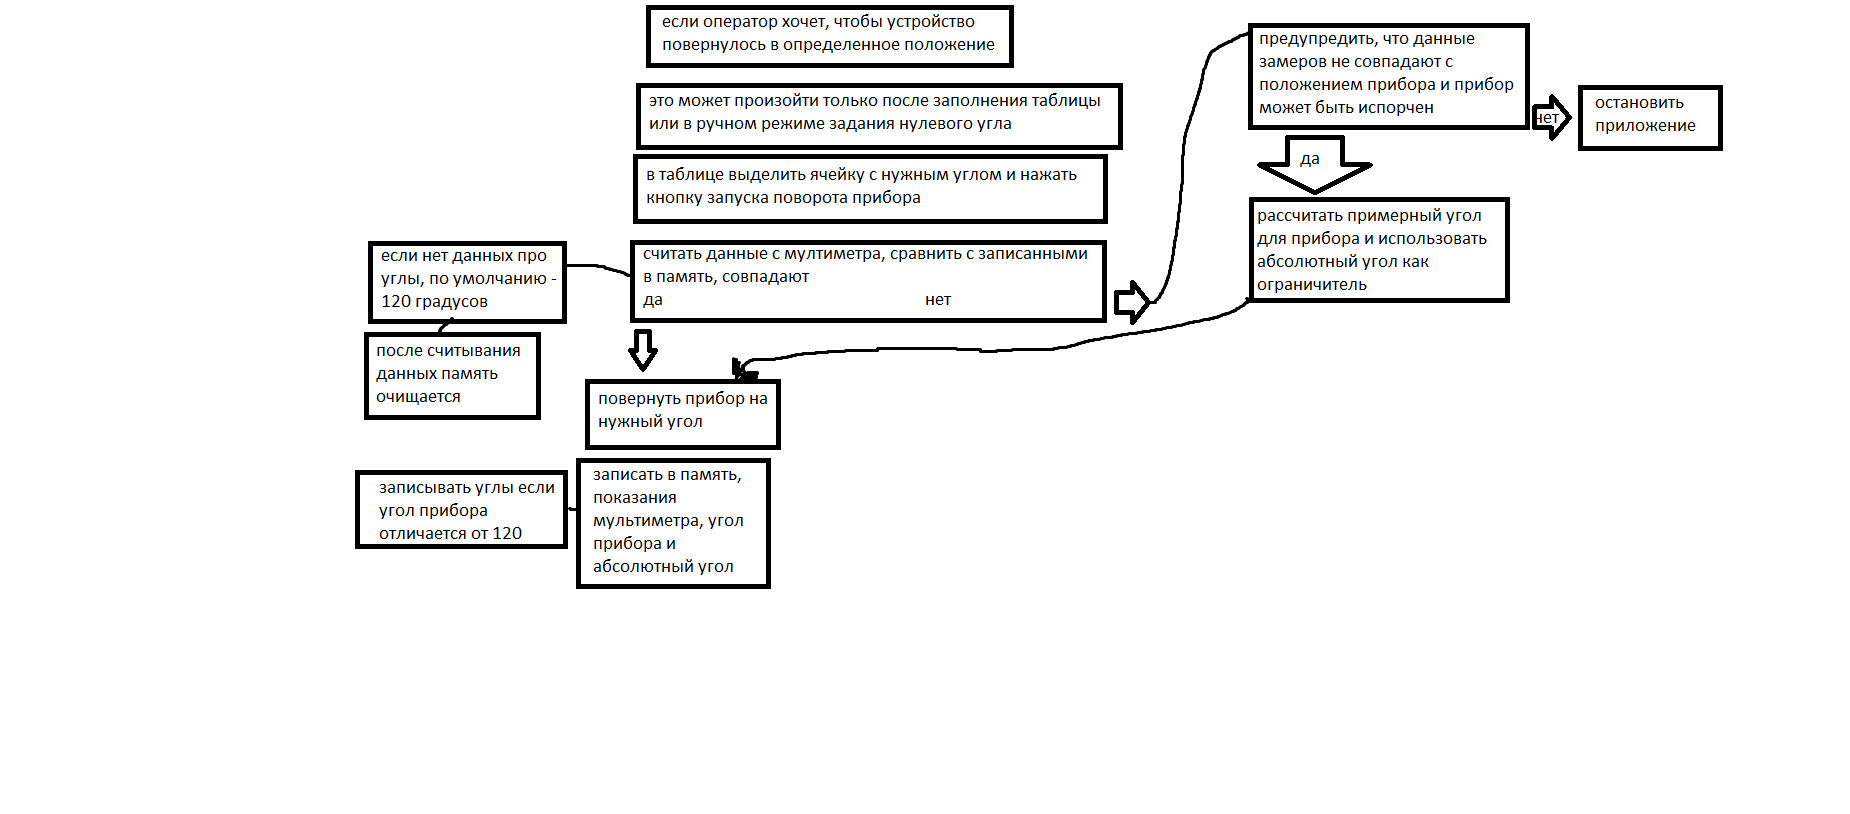 если оператор хочет, чтобы устройство
повернулось в определенное положение
это может произойти только после заполнения таблицы
или в ручном режиме задания нулевого угла
в таблице выделить ячейку с нужным углом и нажать
кнопку запуска поворота прибора
если нет данных про
углы, по умолчанию -
120 градусов
после считывания
данных память
очищается
считать данные с мултиметра, сравнить с записанными
в память, совпадают
да нет
предупредить, что данные
замеров не совпадают с
положением прибора и прибор
может быть испорчен
нет
остановить
приложение
да
рассчитать примерный угол
для прибора и использовать
абсолютный угол как
ограничитель
повернуть прибор на
нужный угол
записывать углы если
угол прибора
отличается от 120
записать в память,
показания
мультиметра, угол
прибора и
абсолютный угол